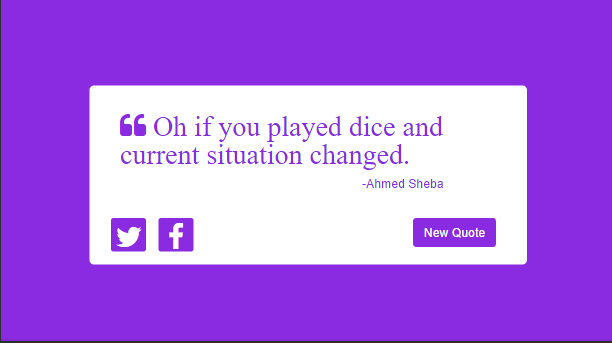 ❝ Oh if you played dice and
current situation changed.
-Ahmed Sheba
New Quote